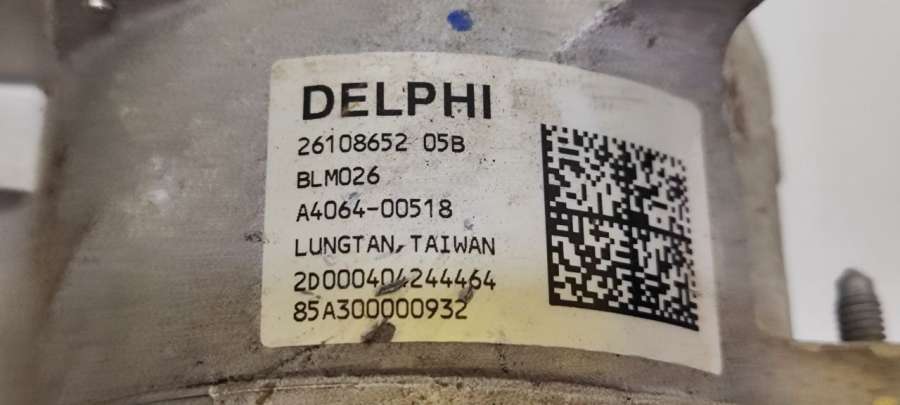 DELPHI
26108652 05B
BLM026
A4064-00518
LUNGTAN, TAIWAN
2D000404244464
85A300000932